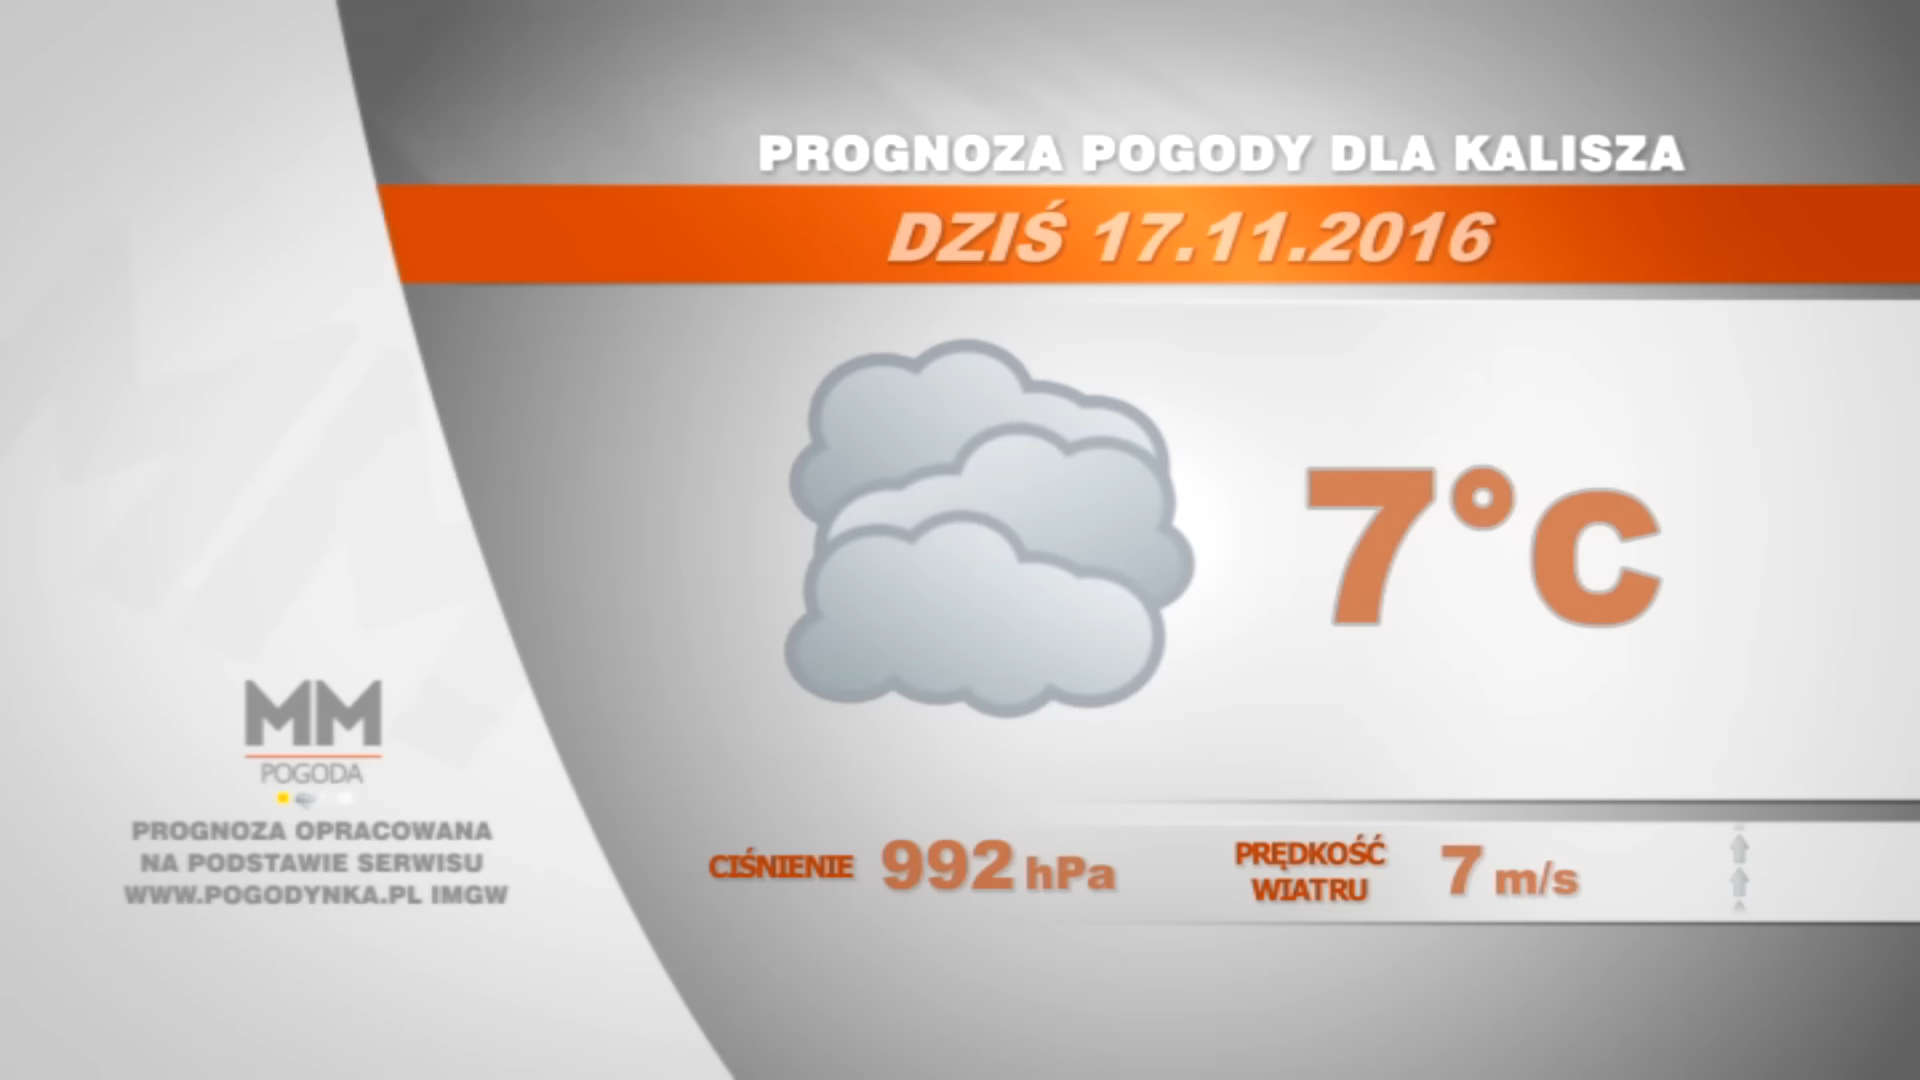 PROGNOZA POGODY DLA KALISZA
DZIŚ 17.11.2016
7°C
CIŚNIENIE 992 hPa
PRĘDKOŚĆ
WIATRU
7 m/s
MM
POGODA
PROGNOZA OPRACOWANA
NA PODSTAWIE SERWISU
WWW.POGODYNKA.PL IMGW